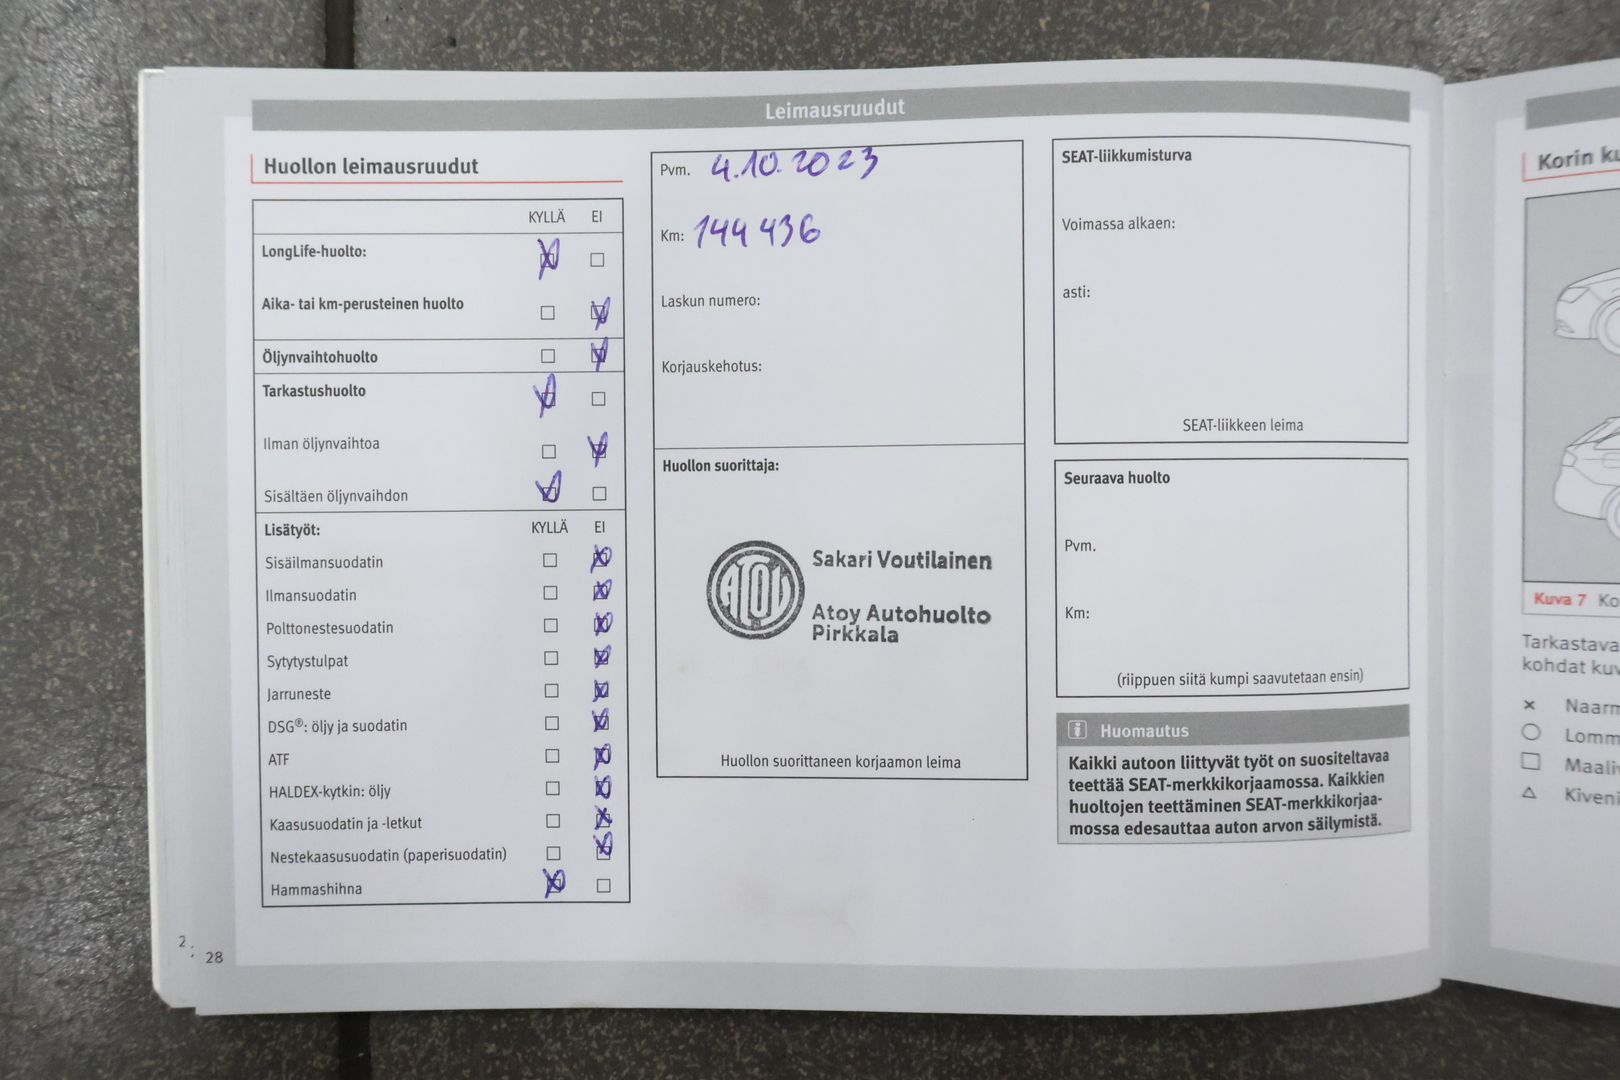 Leimausruudut
Huollon leimausruudut
KYLLÄ EI
LongLife-huolto:
Aika- tai km-perusteinen huolto
Öljynvaihtohuolto
Tarkastushuolto
Ilman öljynvaihtoa
Sisältäen öljynvaihdon
Lisätyöt: KYLLÄ EI
Sisäilmansuodatin
Ilmansuodatin
Polttonestesuodatin
Sytytystulpat
Jarruneste
DSG®: öljy ja suodatin
ATF
HALDEX-kytkin: öljy
Kaasusuodatin ja -letkut
Nestekaasusuodatin (paperisuodatin)
Hammashihna
28
Pvm. 4.10.2023
Km: 144 436
Laskun numero:
Korjauskehotus:
Huollon suorittaja:
ATOY
Sakari Voutilainen
Atoy Autohuolto
Pirkkala
Huollon suorittaneen korjaamon leima
SEAT-liikkumisturva
Voimassa alkaen:
asti:
SEAT-liikkeen leima
Seuraava huolto
Pvm.
Km:
(riippuen siitä kumpi saavutetaan ensin)
Huomautus
Kaikki autoon liittyvät työt on suositeltavaa
teettää SEAT-merkkikorjaamossa. Kaikkien
huoltojen teettäminen SEAT-merkkikorjaa-
mossa edesauttaa auton arvon säilymistä.
Korin
Kuva 7
kohdat